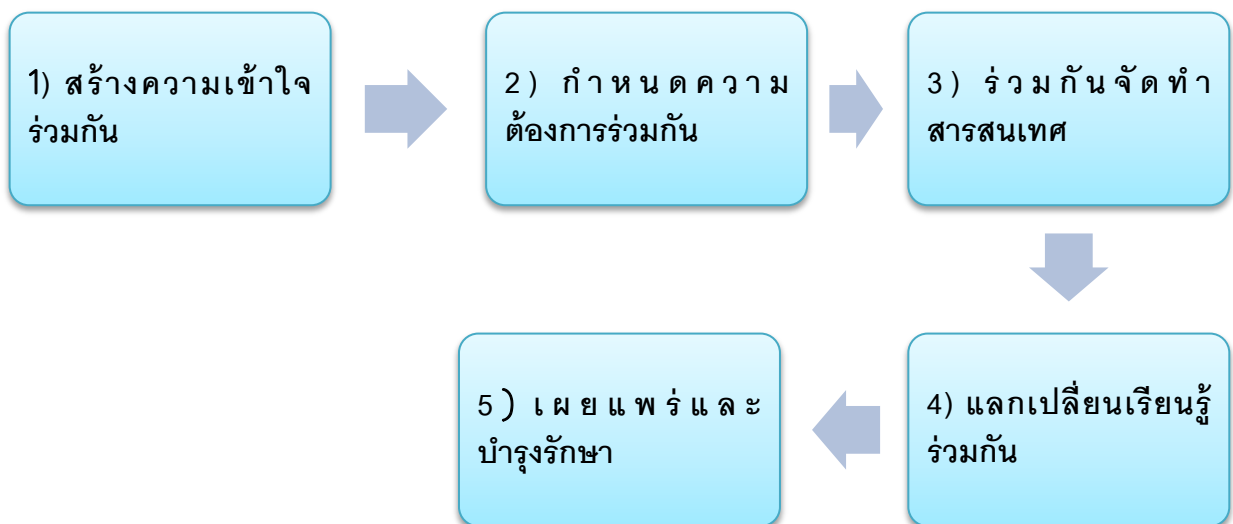 1) สร้างความเข้าใจ
ร่วมกัน
2) กำหนดความ
ต้องการร่วมกัน
3) ร่วมกันจัดทำ
สารสนเทศ
4) แลกเปลี่ยนเรียนรู้
ร่วมกัน
5) เผยแพร่และ
บำรุงรักษา